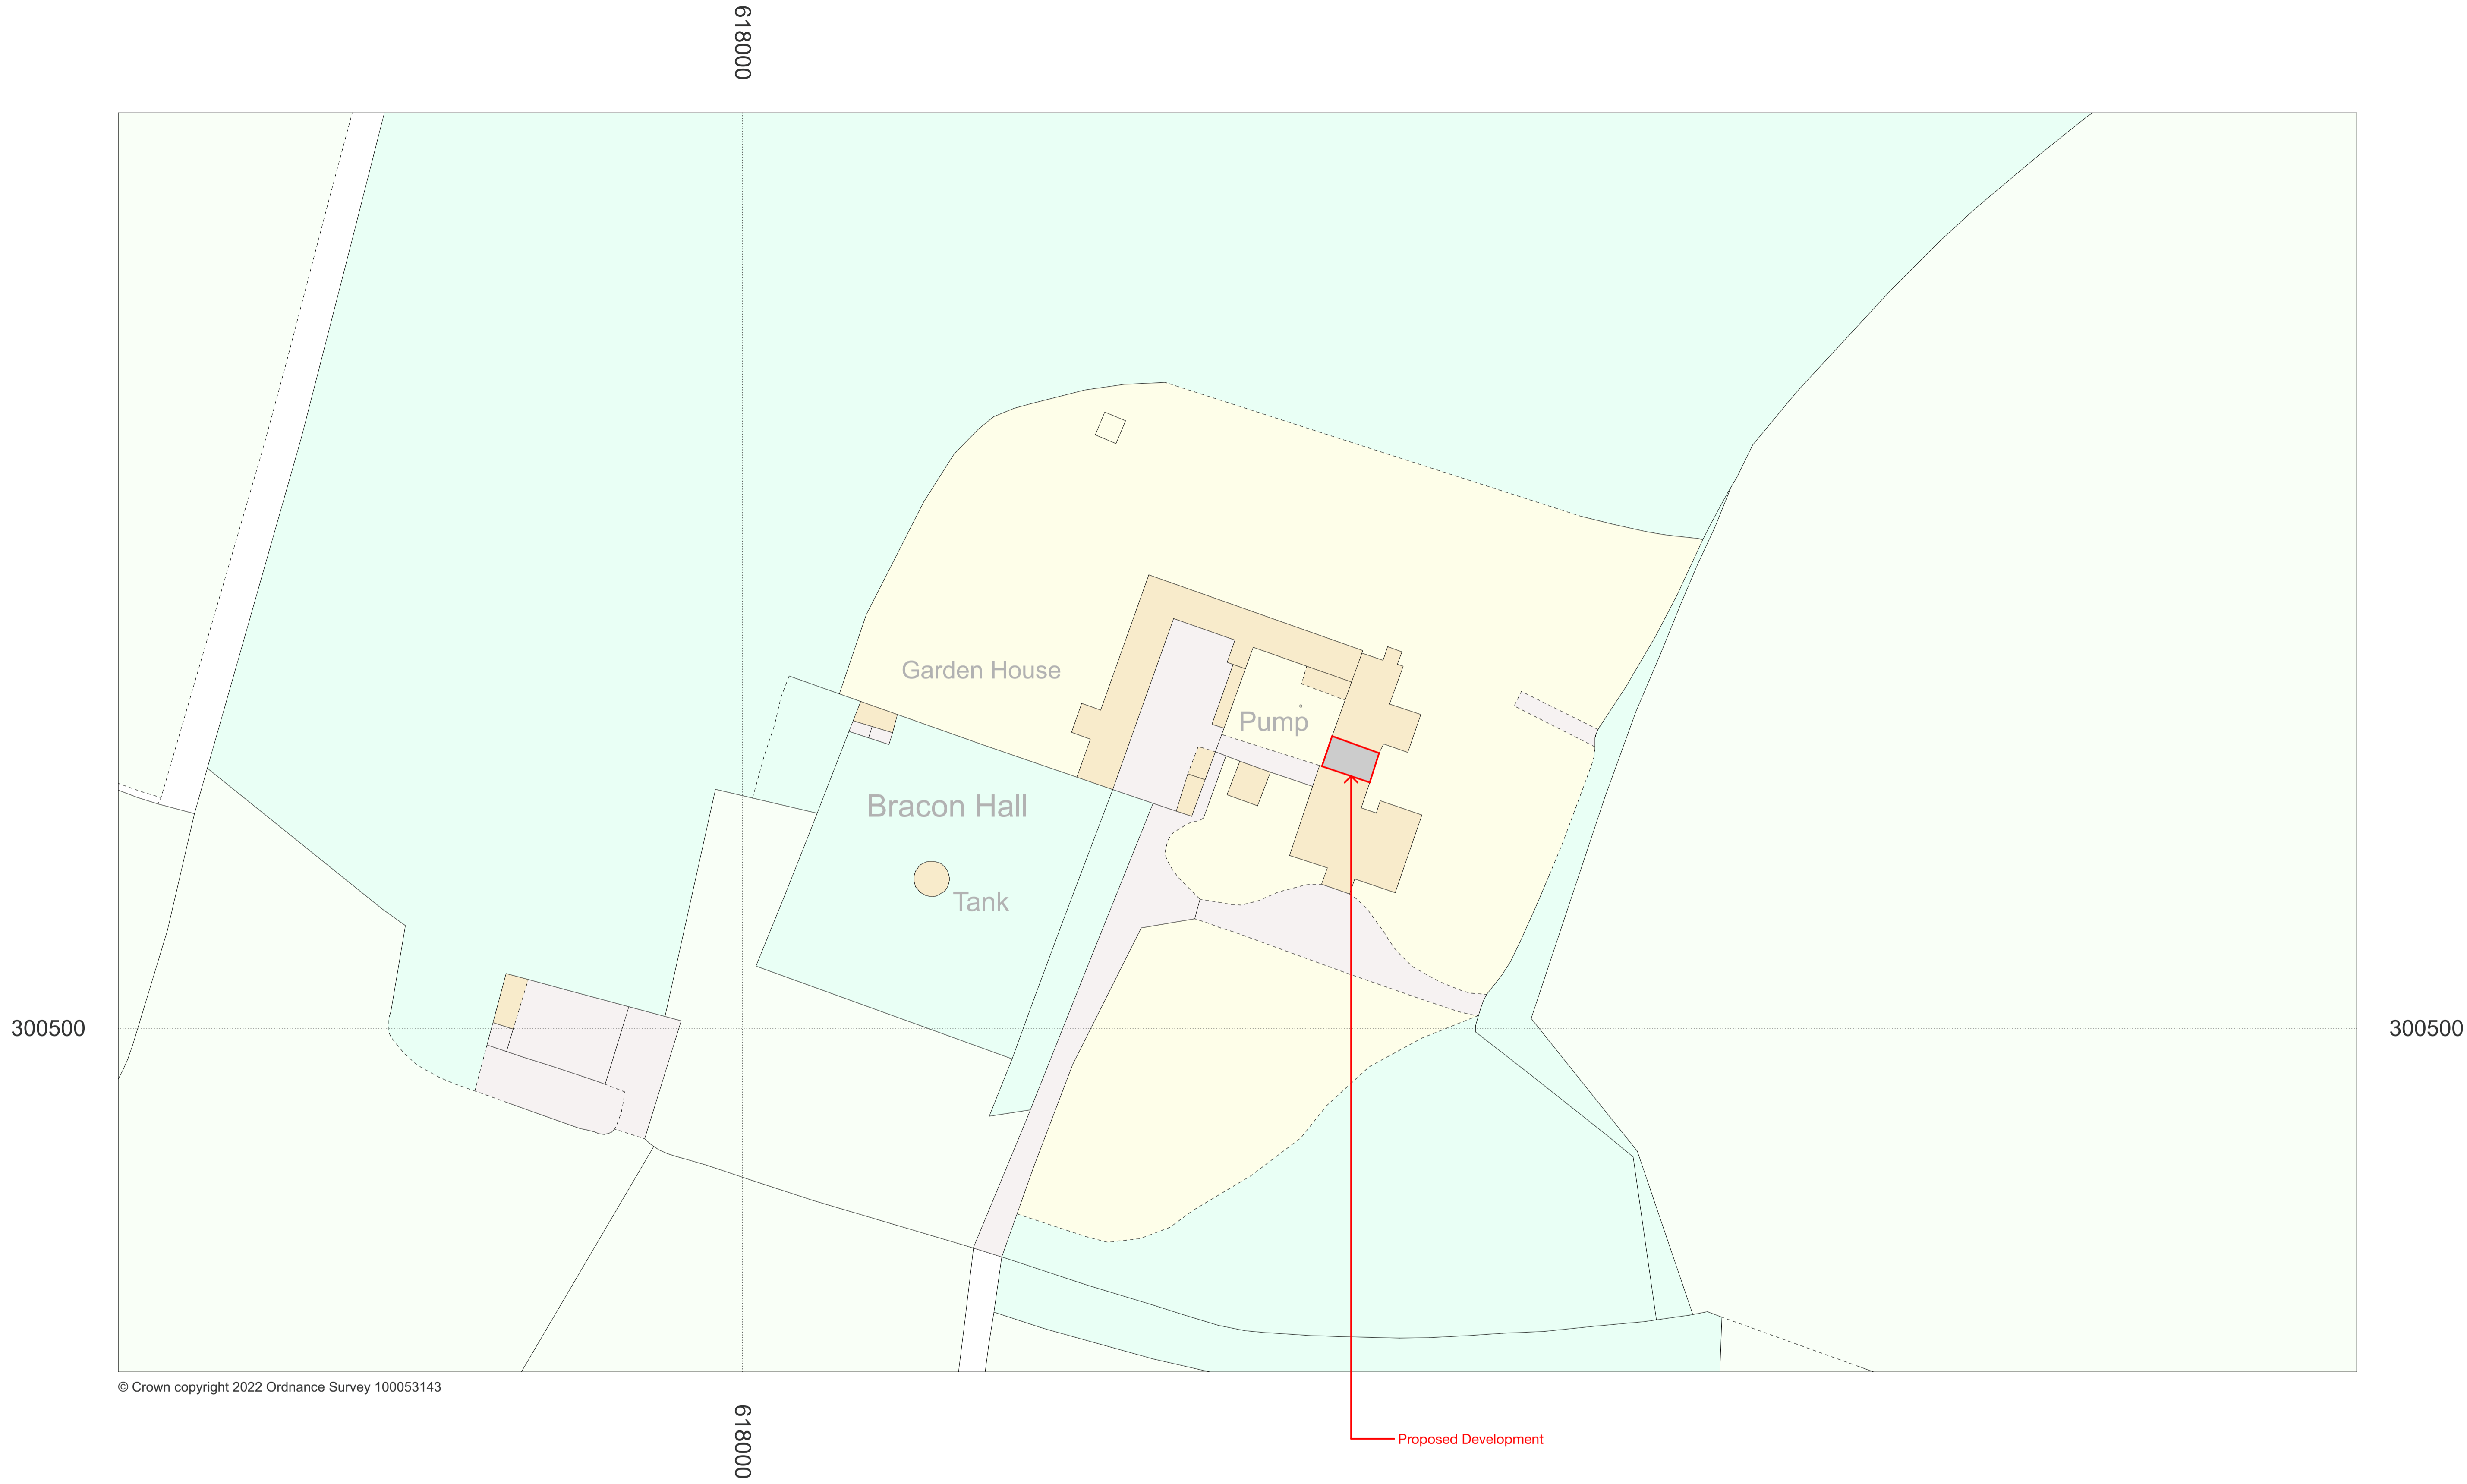 618000
Garden House
Pump
Bracon Hall
Tank
300500
300500
© Crown copyright 2022 Ordnance Survey 100053143
618000
Proposed Development